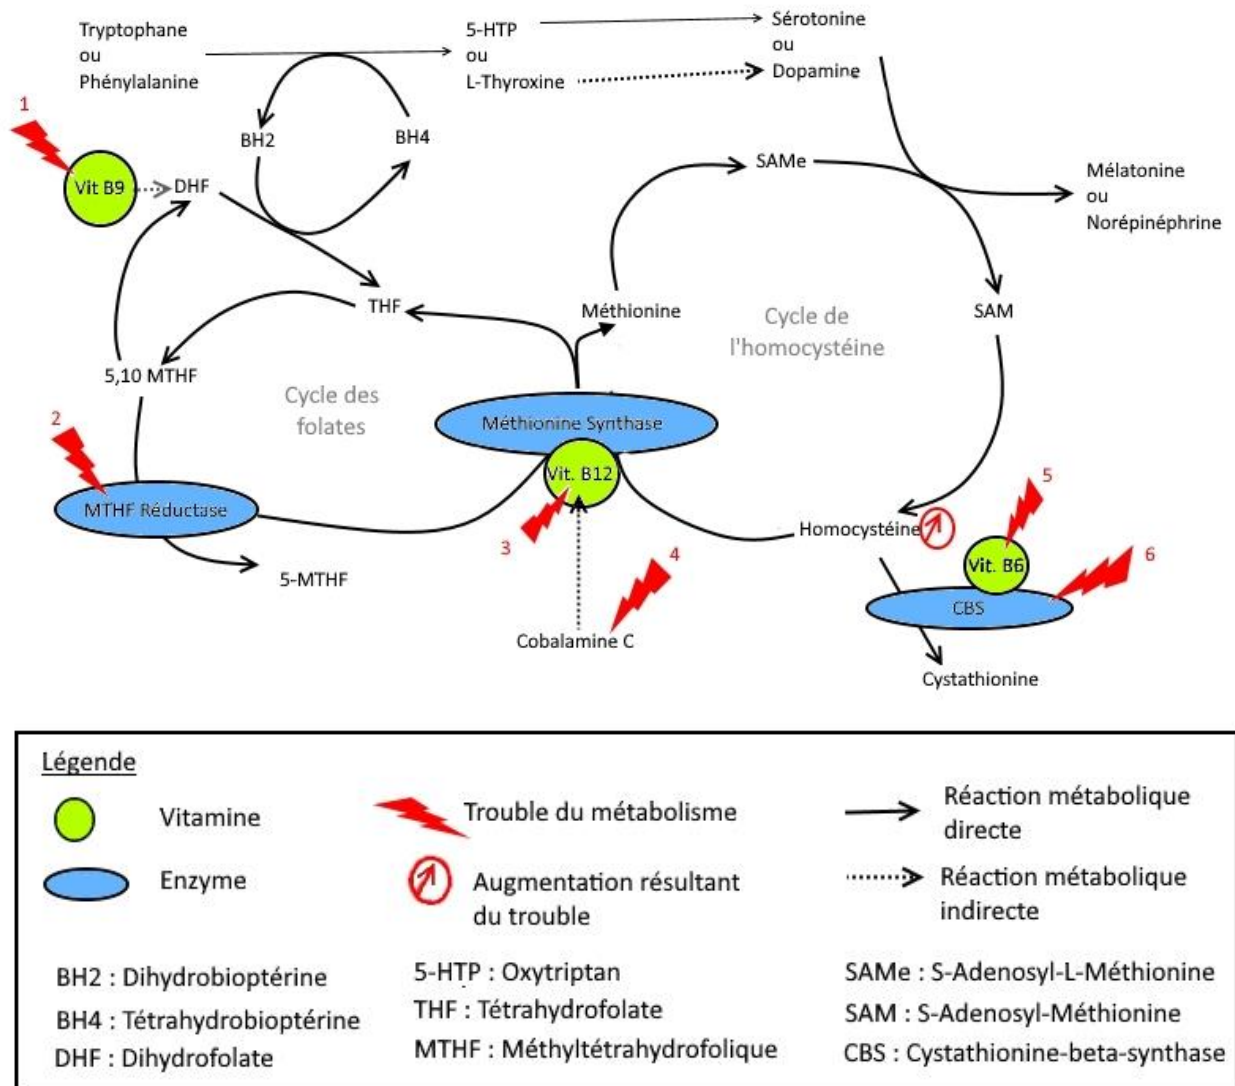 Tryptophane
ou
Phénylalanine
5-HTP
ou
L-Thyroxine
Sérotonine
ou
Dopamine
1
BH2
BH4
Vit B9
DHF
SAMe
Mélatonine
ou
Norépinéphrine
THF
Méthionine
SAM
Cycle de
l'homocystéine
5,10 MTHF
Cycle des
folates
2
Méthionine Synthase
Vit. B12
MTHF Réductase
3
4
5
6
Homocystéine
Vit. B6
CBS
5-MTHF
Cobalamine C
Cystathionine
Légende
Vitamine
Trouble du métabolisme
Réaction métabolique
directe
Enzyme
Augmentation résultant
du trouble
Réaction métabolique
indirecte
BH2 : Dihydrobioptérine
5-HTP : Oxytriptan
SAMe : S-Adenosyl-L-Méthionine
BH4 : Tétrahydrobioptérine
THF : Tétrahydrofolate
SAM : S-Adenosyl-Méthionine
DHF : Dihydrofolate
MTHF : Méthyltétrahydrofolique
CBS : Cystathionine-beta-synthase